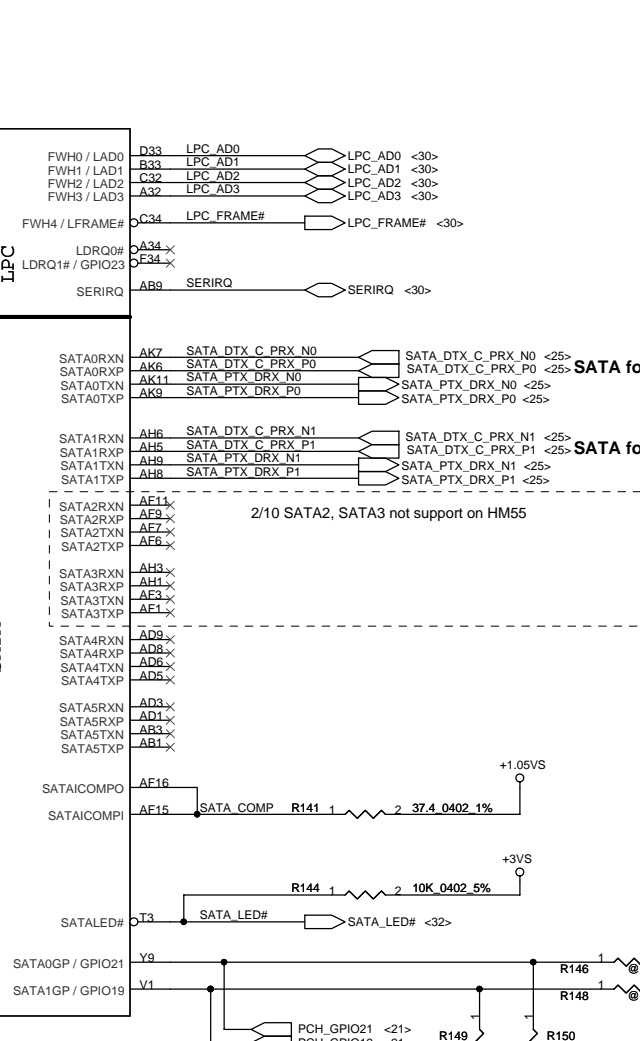 FWH0 / LAD0 D33 LPC_AD0 LPC_AD0 <30>
FWH1 / LAD1 B33 LPC_AD1 LPC_AD1 <30>
FWH2 / LAD2 C32 LPC_AD2 LPC_AD2 <30>
FWH3 / LAD3 A32 LPC_AD3 LPC_AD3 <30>
FWH4 / LFRAME# C34 LPC_FRAME# LPC_FRAME# <30>
LPC
LDRQ0# A34
LDRQ1# / GPIO23 F34
SERIRQ AB9 SERIRQ SERIRQ <30>
SATA0RXN AK7 SATA_DTX_C_PRX_N0 SATA_DTX_C_PRX_N0 <25>
SATA0RXP AK6 SATA_DTX_C_PRX_P0 SATA_DTX_C_PRX_P0 <25> SATA fo
SATA0TXN AK11 SATA_PTX_DRX_N0 SATA_PTX_DRX_N0 <25>
SATA0TXP AK9 SATA_PTX_DRX_P0 SATA_PTX_DRX_P0 <25>
SATA1RXN AH6 SATA_DTX_C_PRX_N1 SATA_DTX_C_PRX_N1 <25>
SATA1RXP AH5 SATA_DTX_C_PRX_P1 SATA_DTX_C_PRX_P1 <25> SATA fo
SATA1TXN AH9 SATA_PTX_DRX_N1 SATA_PTX_DRX_N1 <25>
SATA1TXP AH8 SATA_PTX_DRX_P1 SATA_PTX_DRX_P1 <25>
SATA2RXN AF11
SATA2RXP AF9 2/10 SATA2, SATA3 not support on HM55
SATA2TXN AF7
SATA2TXP AF6
SATA3RXN AH3
SATA3RXP AH1
SATA3TXN AF3
SATA3TXP AF1
SATA4RXN AD9
SATA4RXP AD8
SATA4TXN AD6
SATA4TXP AD5
SATA5RXN AD3
SATA5RXP AD1
SATA5TXN AB3
SATA5TXP AB1
+1.05VS
SATAICOMPO AF16
SATAICOMPI AF15 SATA_COMP R141 1 2 37.4_0402_1%
+3VS
R144 1 2 10K_0402_5%
SATALED# T3 SATA_LED# SATA_LED# <32>
SATA0GP / GPIO21 Y9 R146 1 @
SATA1GP / GPIO19 V1 R148 1 @
PCH_GPIO21 <21>
R149 1 R150 1